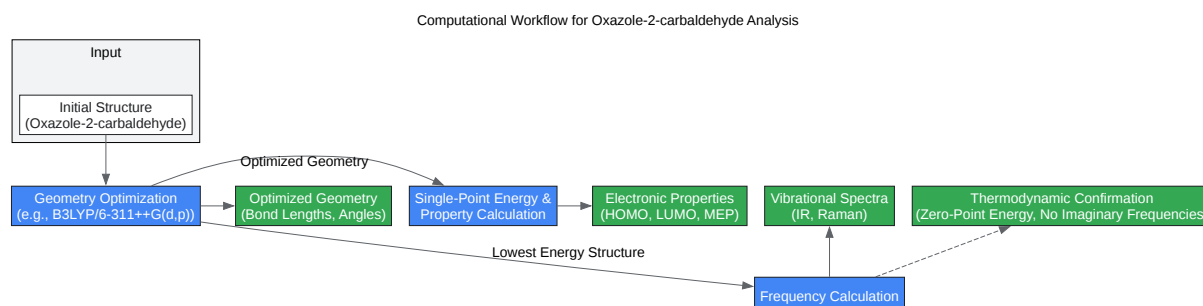 Computational Workflow for Oxazole-2-carbaldehyde Analysis
Input
Initial Structure
(Oxazole-2-carbaldehyde)
Optimized Geometry
Geometry Optimization
(e.g., B3LYP/6-311++G(d,p))
Optimized Geometry
(Bond Lengths, Angles)
Single-Point Energy &
Property Calculation
Electronic Properties
(HOMO, LUMO, MEP)
Vibrational Spectra
(IR, Raman)
Thermodynamic Confirmation
(Zero-Point Energy, No Imaginary Frequencies)
Lowest Energy Structure
Frequency Calculation